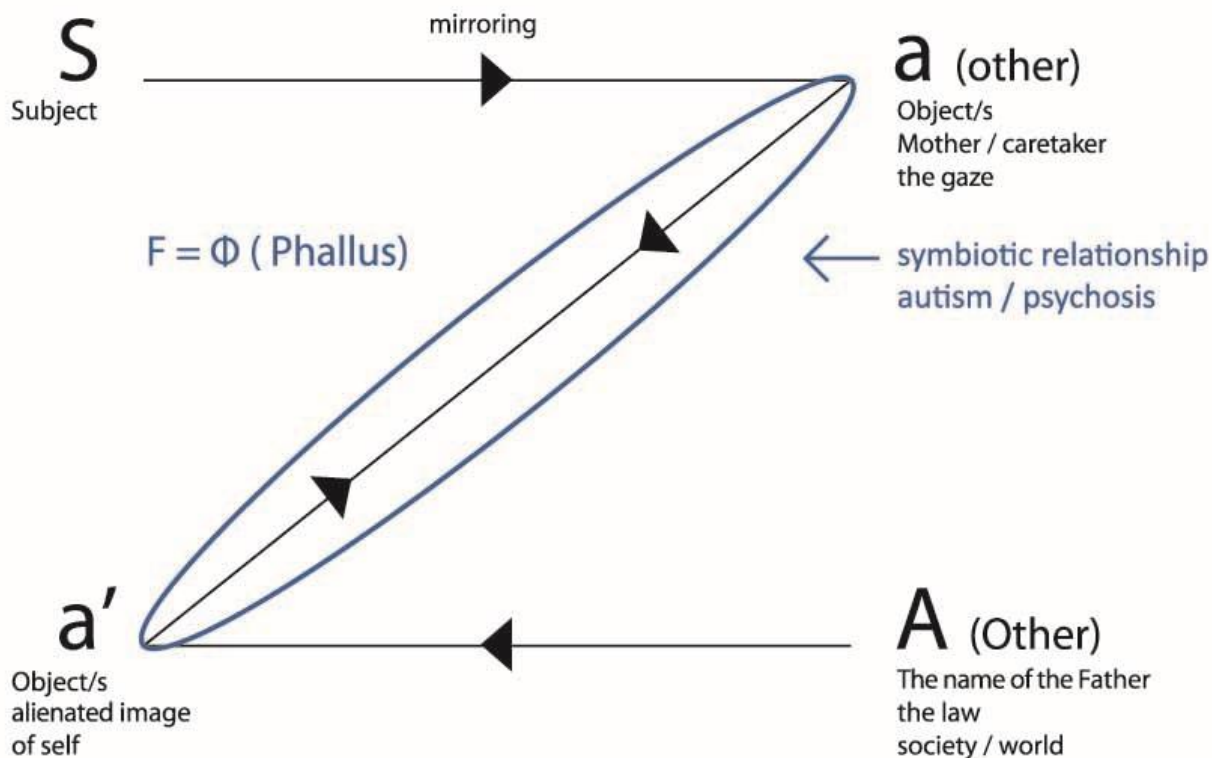 mirroring
S
Subject
a (other)
Object/s
Mother / caretaker
the gaze
F = Φ ( Phallus)
symbiotic relationship
autism / psychosis
a′
Object/s
alienated image
of self
A (Other)
The name of the Father
the law
society / world